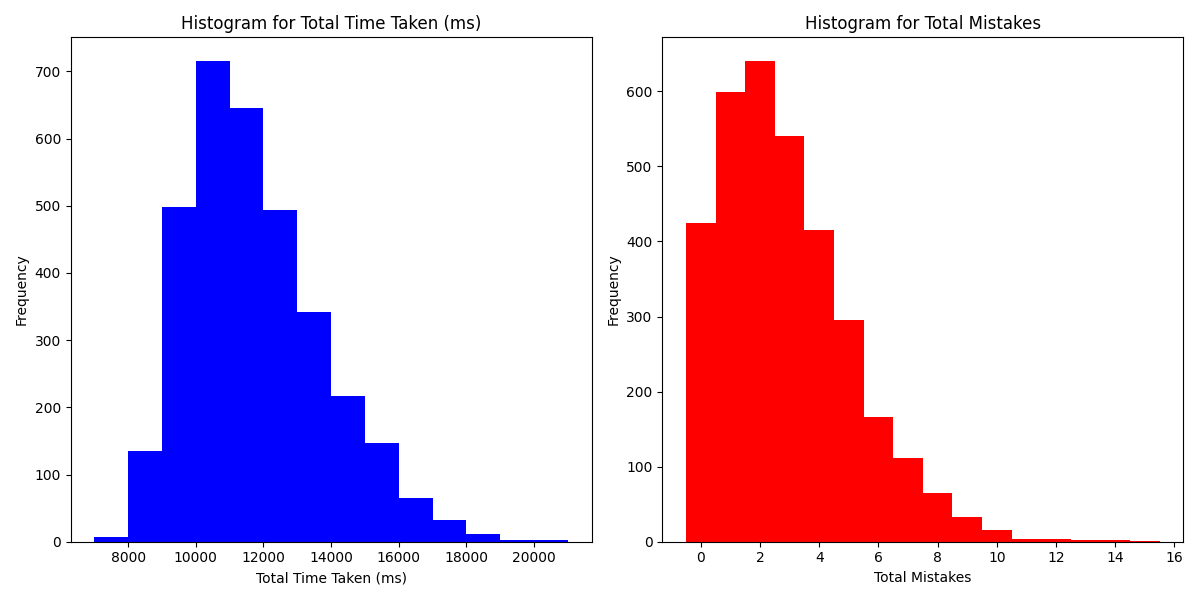 Histogram for Total Time Taken (ms)
Frequency
700
600
500
400
300
200
100
0
8000 10000 12000 14000 16000 18000 20000
Total Time Taken (ms)
Histogram for Total Mistakes
Frequency
600
500
400
300
200
100
0
0 2 4 6 8 10 12 14 16
Total Mistakes